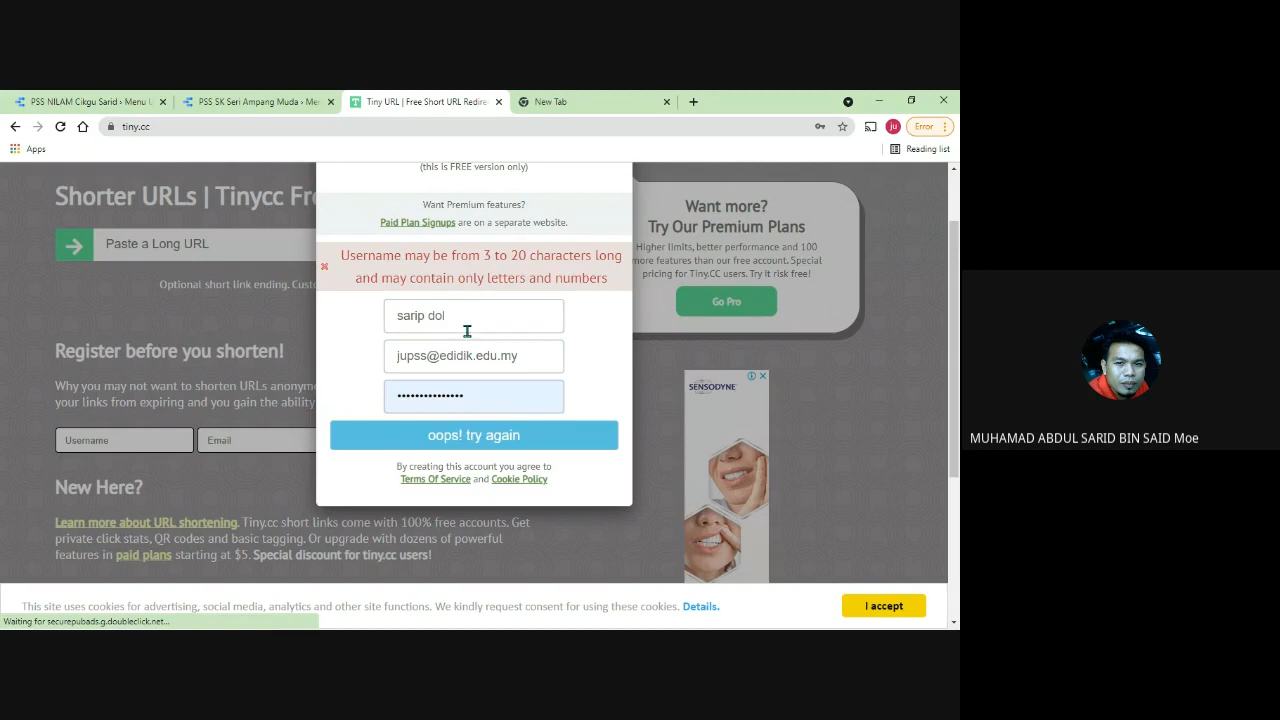 PSS NILAM Cikgu Sarid › Menu U
PSS SK Seri Ampang Muda › Me
Tiny URL | Free Short URL Redire
New Tab
tiny.cc
ju
Error
Apps
Reading list
(this is FREE version only)
Shorter URLs | Tinycc Fr
Want Premium features?
Paid Plan Signups are on a separate website.
Want more?
Try Our Premium Plans
Paste a Long URL
Higher limits, better performance and 100
more features than our free account. Special
pricing for Tiny.CC users. Try it risk free!
Username may be from 3 to 20 characters long
and may contain only letters and numbers
Optional short link ending.
Go Pro
sarip dol
Register before you shorten!
jupss@edidik.edu.my
Why you may not want to shorten URLs anonym
your links from expiring and you gain the ability
SENSODYNE
•••••••••••••••
Username
Email
oops! try again
MUHAMAD ABDUL SARID BIN SAID Moe
By creating this account you agree to
Terms Of Service and Cookie Policy
New Here?
Learn more about URL shortening. Tiny.cc short links come with 100% free accounts. Get
private click stats, QR codes and basic tagging. Or upgrade with dozens of powerful
features in paid plans starting at $5. Special discount for tiny.cc users!
This site uses cookies for advertising, social media, analytics and other site functions. We kindly request consent for using these cookies. Details.
I accept
Waiting for securepubads.g.doubleclick.net...